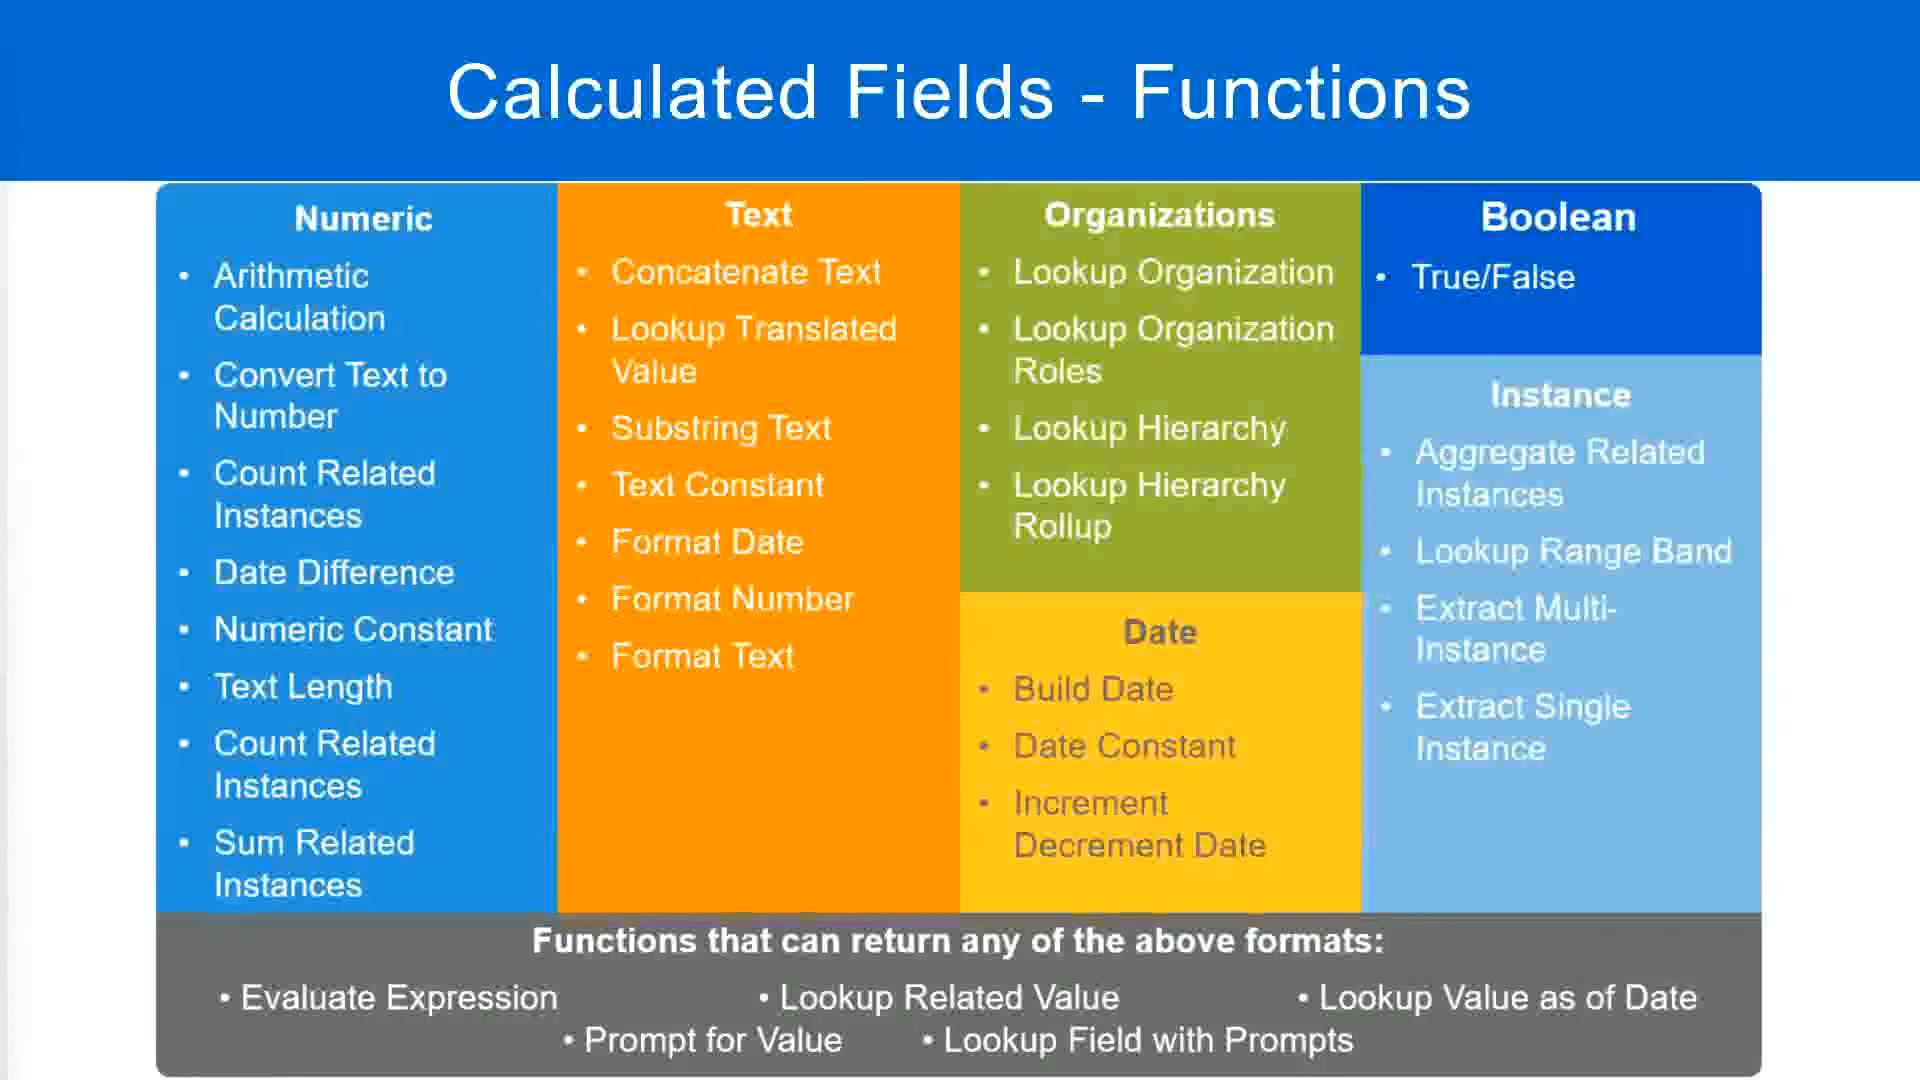 Calculated Fields - Functions
Numeric
• Arithmetic
Calculation
• Convert Text to
Number
• Count Related
Instances
• Date Difference
• Numeric Constant
• Text Length
• Count Related
Instances
• Sum Related
Instances
Text
• Concatenate Text
• Lookup Translated
Value
• Substring Text
• Text Constant
• Format Date
• Format Number
• Format Text
Organizations
• Lookup Organization
• Lookup Organization
Roles
• Lookup Hierarchy
• Lookup Hierarchy
Rollup
Date
• Build Date
• Date Constant
• Increment
Decrement Date
Boolean
• True/False
Instance
• Aggregate Related
Instances
• Lookup Range Band
• Extract Multi-
Instance
• Extract Single
Instance
Functions that can return any of the above formats:
• Evaluate Expression • Lookup Related Value • Lookup Value as of Date
• Prompt for Value • Lookup Field with Prompts